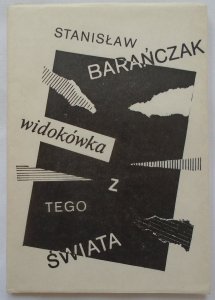 STANISŁAW
BARAŃCZAK
widokówka
z
TEGO
ŚWIATA